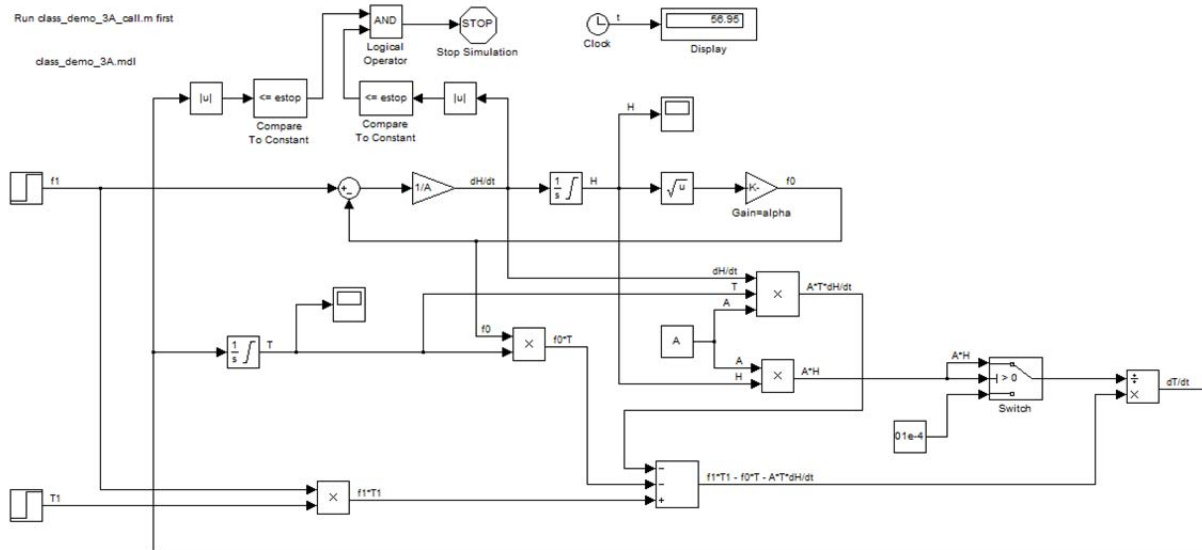 Run class_demo_3A_call.m first
class_demo_3A.mdl
AND
Logical
Operator
STOP
Stop Simulation
t
Clock
56.95
Display
|u|
<= estop
Compare
To Constant
<= estop
Compare
To Constant
|u|
H
f1
+
-
1/A
dH/dt
1
s
H
√u
-K-
Gain=alpha
f0
dH/dt
T
A
×
A*T*dH/dt
1
s
T
f0
×
f0*T
A
A
H
×
A*H
A*H
> 0
Switch
01e-4
÷
×
dT/dt
T1
×
f1*T1
-
-
+
f1*T1 - f0*T - A*T*dH/dt